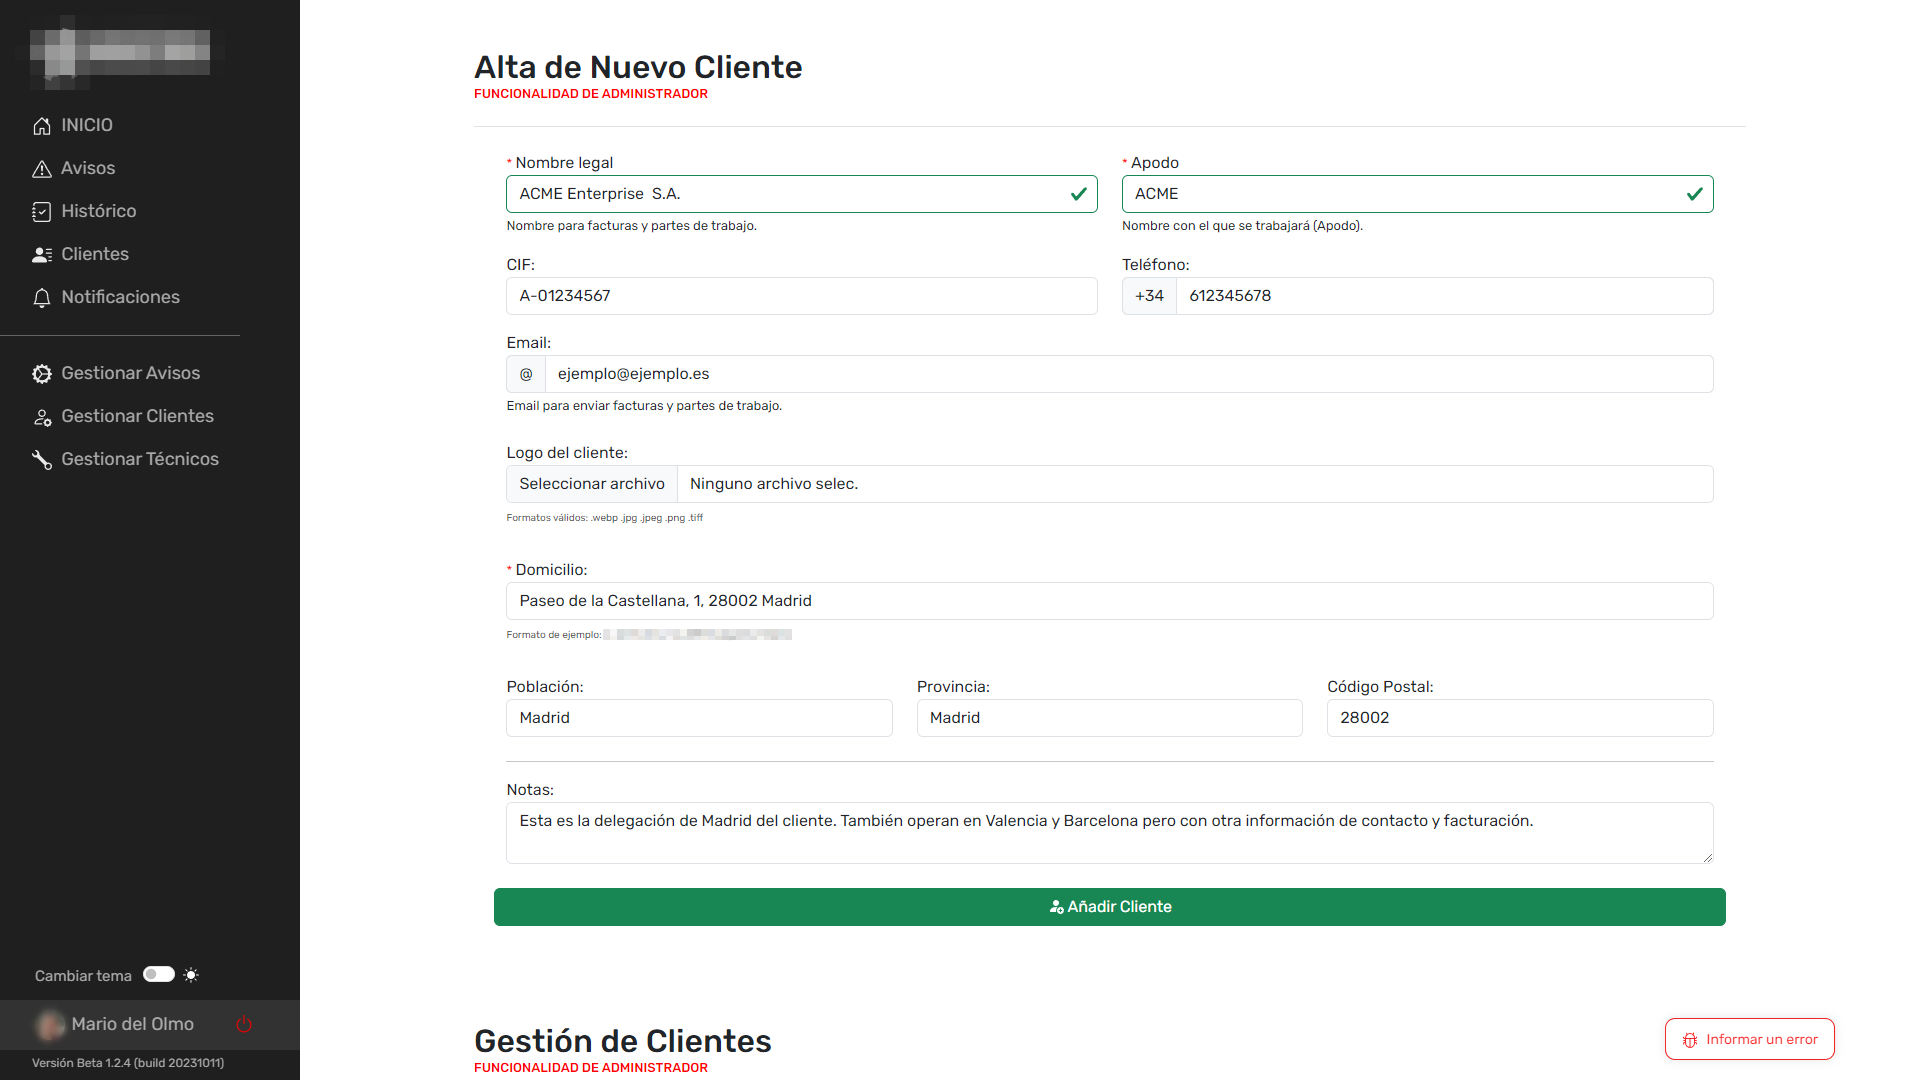 INICIO
Avisos
Histórico
Clientes
Notificaciones
Gestionar Avisos
Gestionar Clientes
Gestionar Técnicos
Cambiar tema
Mario del Olmo
Versión Beta 1.2.4 (build 20231011)
Alta de Nuevo Cliente
FUNCIONALIDAD DE ADMINISTRADOR
* Nombre legal
ACME Enterprise  S.A.
Nombre para facturas y partes de trabajo.
* Apodo
ACME
Nombre con el que se trabajará (Apodo).
CIF:
A-01234567
Teléfono:
+34 612345678
Email:
@ ejemplo@ejemplo.es
Email para enviar facturas y partes de trabajo.
Logo del cliente:
Seleccionar archivo Ninguno archivo selec.
Formatos válidos: .webp .jpg .jpeg .png .tiff
* Domicilio:
Paseo de la Castellana, 1, 28002 Madrid
Formato de ejemplo:
Población:
Madrid
Provincia:
Madrid
Código Postal:
28002
Notas:
Esta es la delegación de Madrid del cliente. También operan en Valencia y Barcelona pero con otra información de contacto y facturación.
Añadir Cliente
Gestión de Clientes
FUNCIONALIDAD DE ADMINISTRADOR
Informar un error